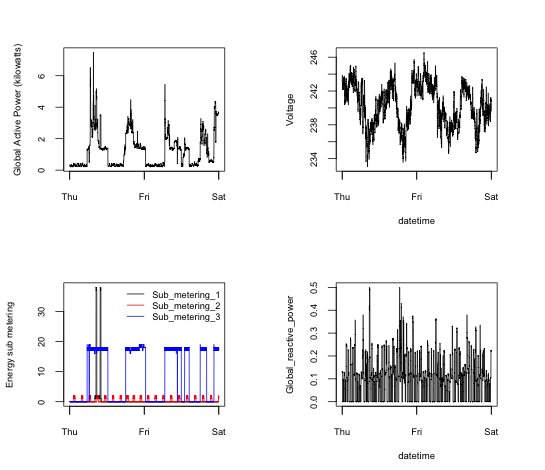 Global Active Power (kilowatts)
6
4
2
0
Thu Fri Sat
Voltage
246
242
238
234
Thu Fri Sat
datetime
Energy sub metering
30
20
10
0
Sub_metering_1
Sub_metering_2
Sub_metering_3
Thu Fri Sat
Global_reactive_power
0.5
0.4
0.3
0.2
0.1
0.0
Thu Fri Sat
datetime